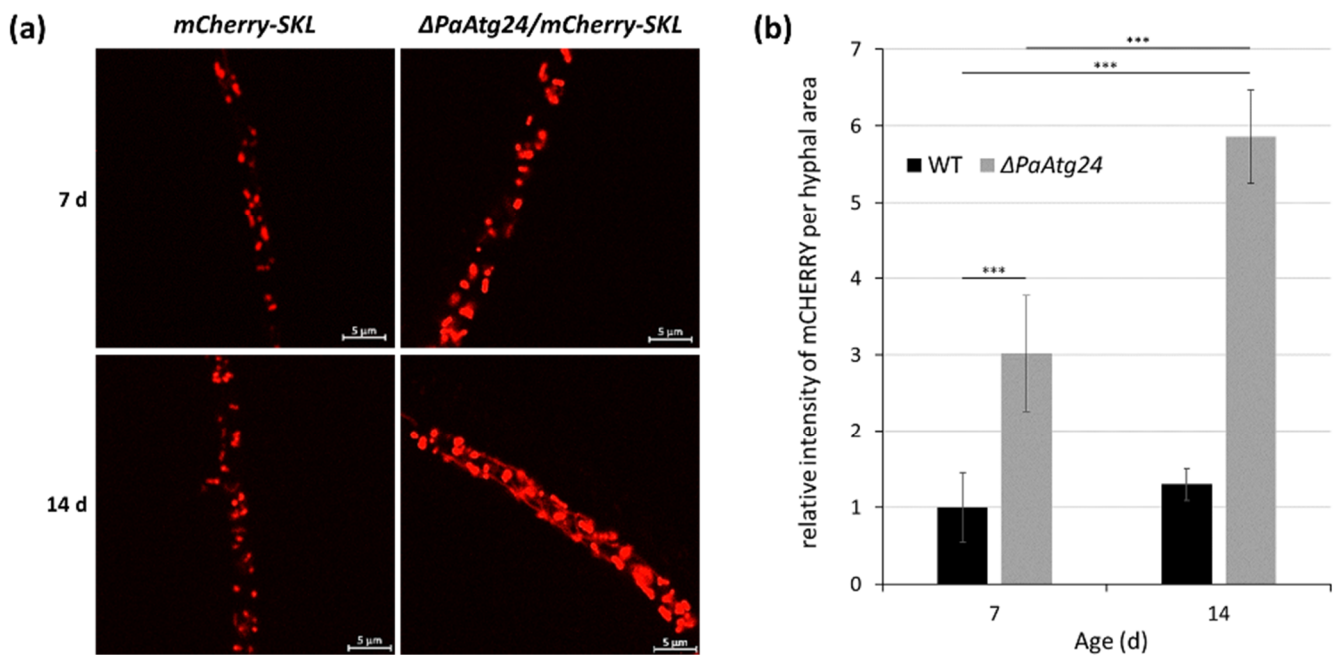 (a)
mCherry-SKL
ΔPaAtg24/mCherry-SKL
7 d
5 µm
5 µm
14 d
5 µm
5 µm
(b)
relative intensity of mCHERRY per hyphal area
7
6
5
4
3
2
1
0
***
***
WT
ΔPaAtg24
***
7
14
Age (d)